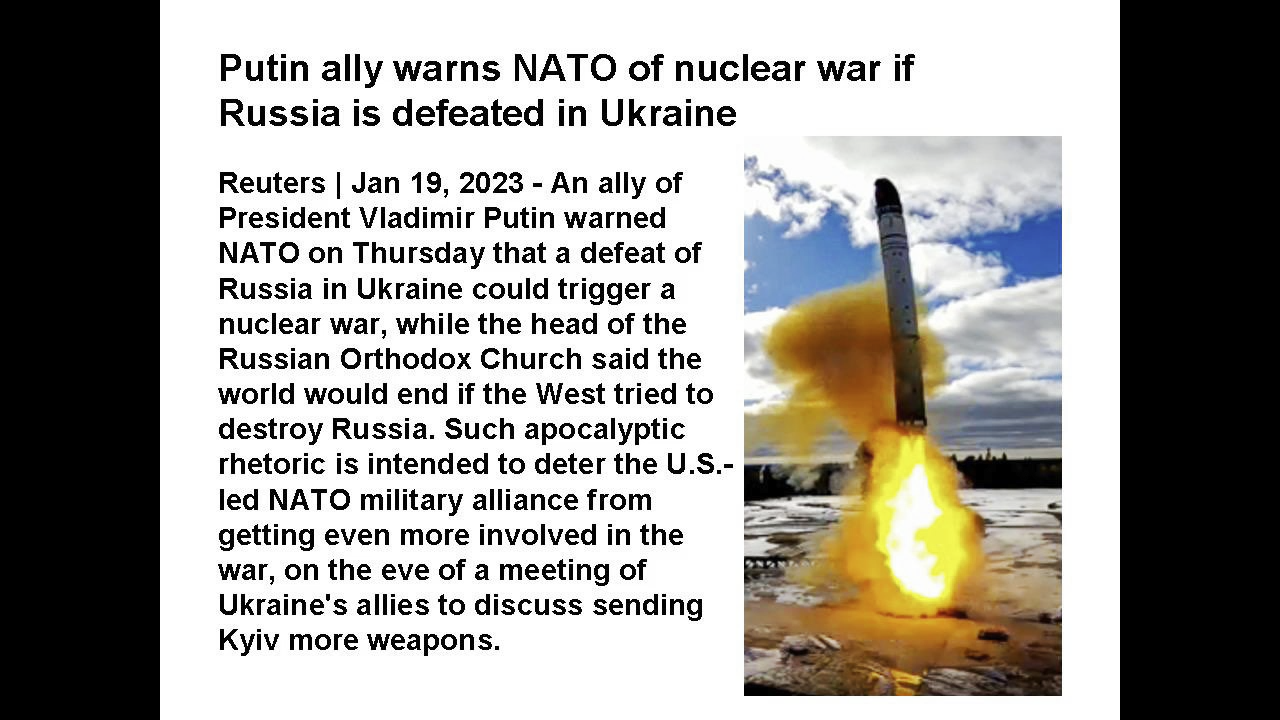 Putin ally warns NATO of nuclear war if
Russia is defeated in Ukraine
Reuters | Jan 19, 2023 - An ally of
President Vladimir Putin warned
NATO on Thursday that a defeat of
Russia in Ukraine could trigger a
nuclear war, while the head of the
Russian Orthodox Church said the
world would end if the West tried to
destroy Russia. Such apocalyptic
rhetoric is intended to deter the U.S.-
led NATO military alliance from
getting even more involved in the
war, on the eve of a meeting of
Ukraine's allies to discuss sending
Kyiv more weapons.